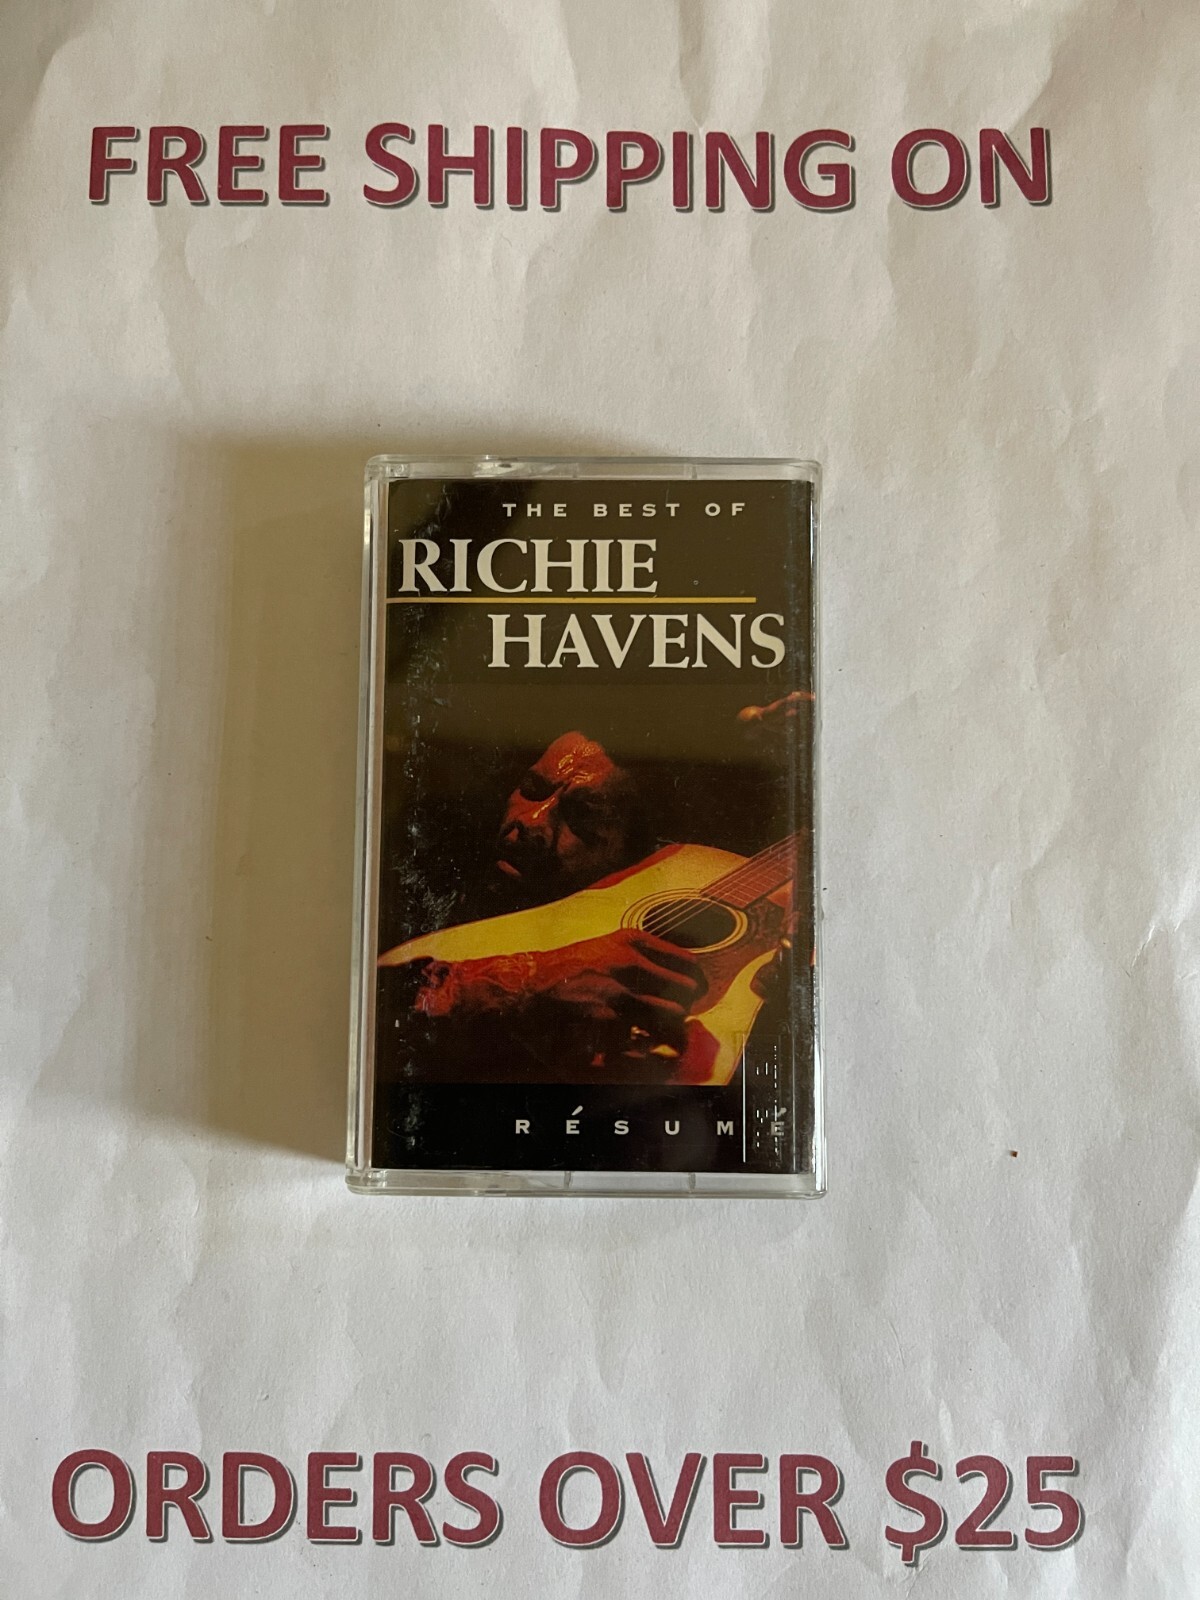 FREE SHIPPING ON
THE BEST OF
RICHIE
HAVENS
RÉSUMÉ
ORDERS OVER $25